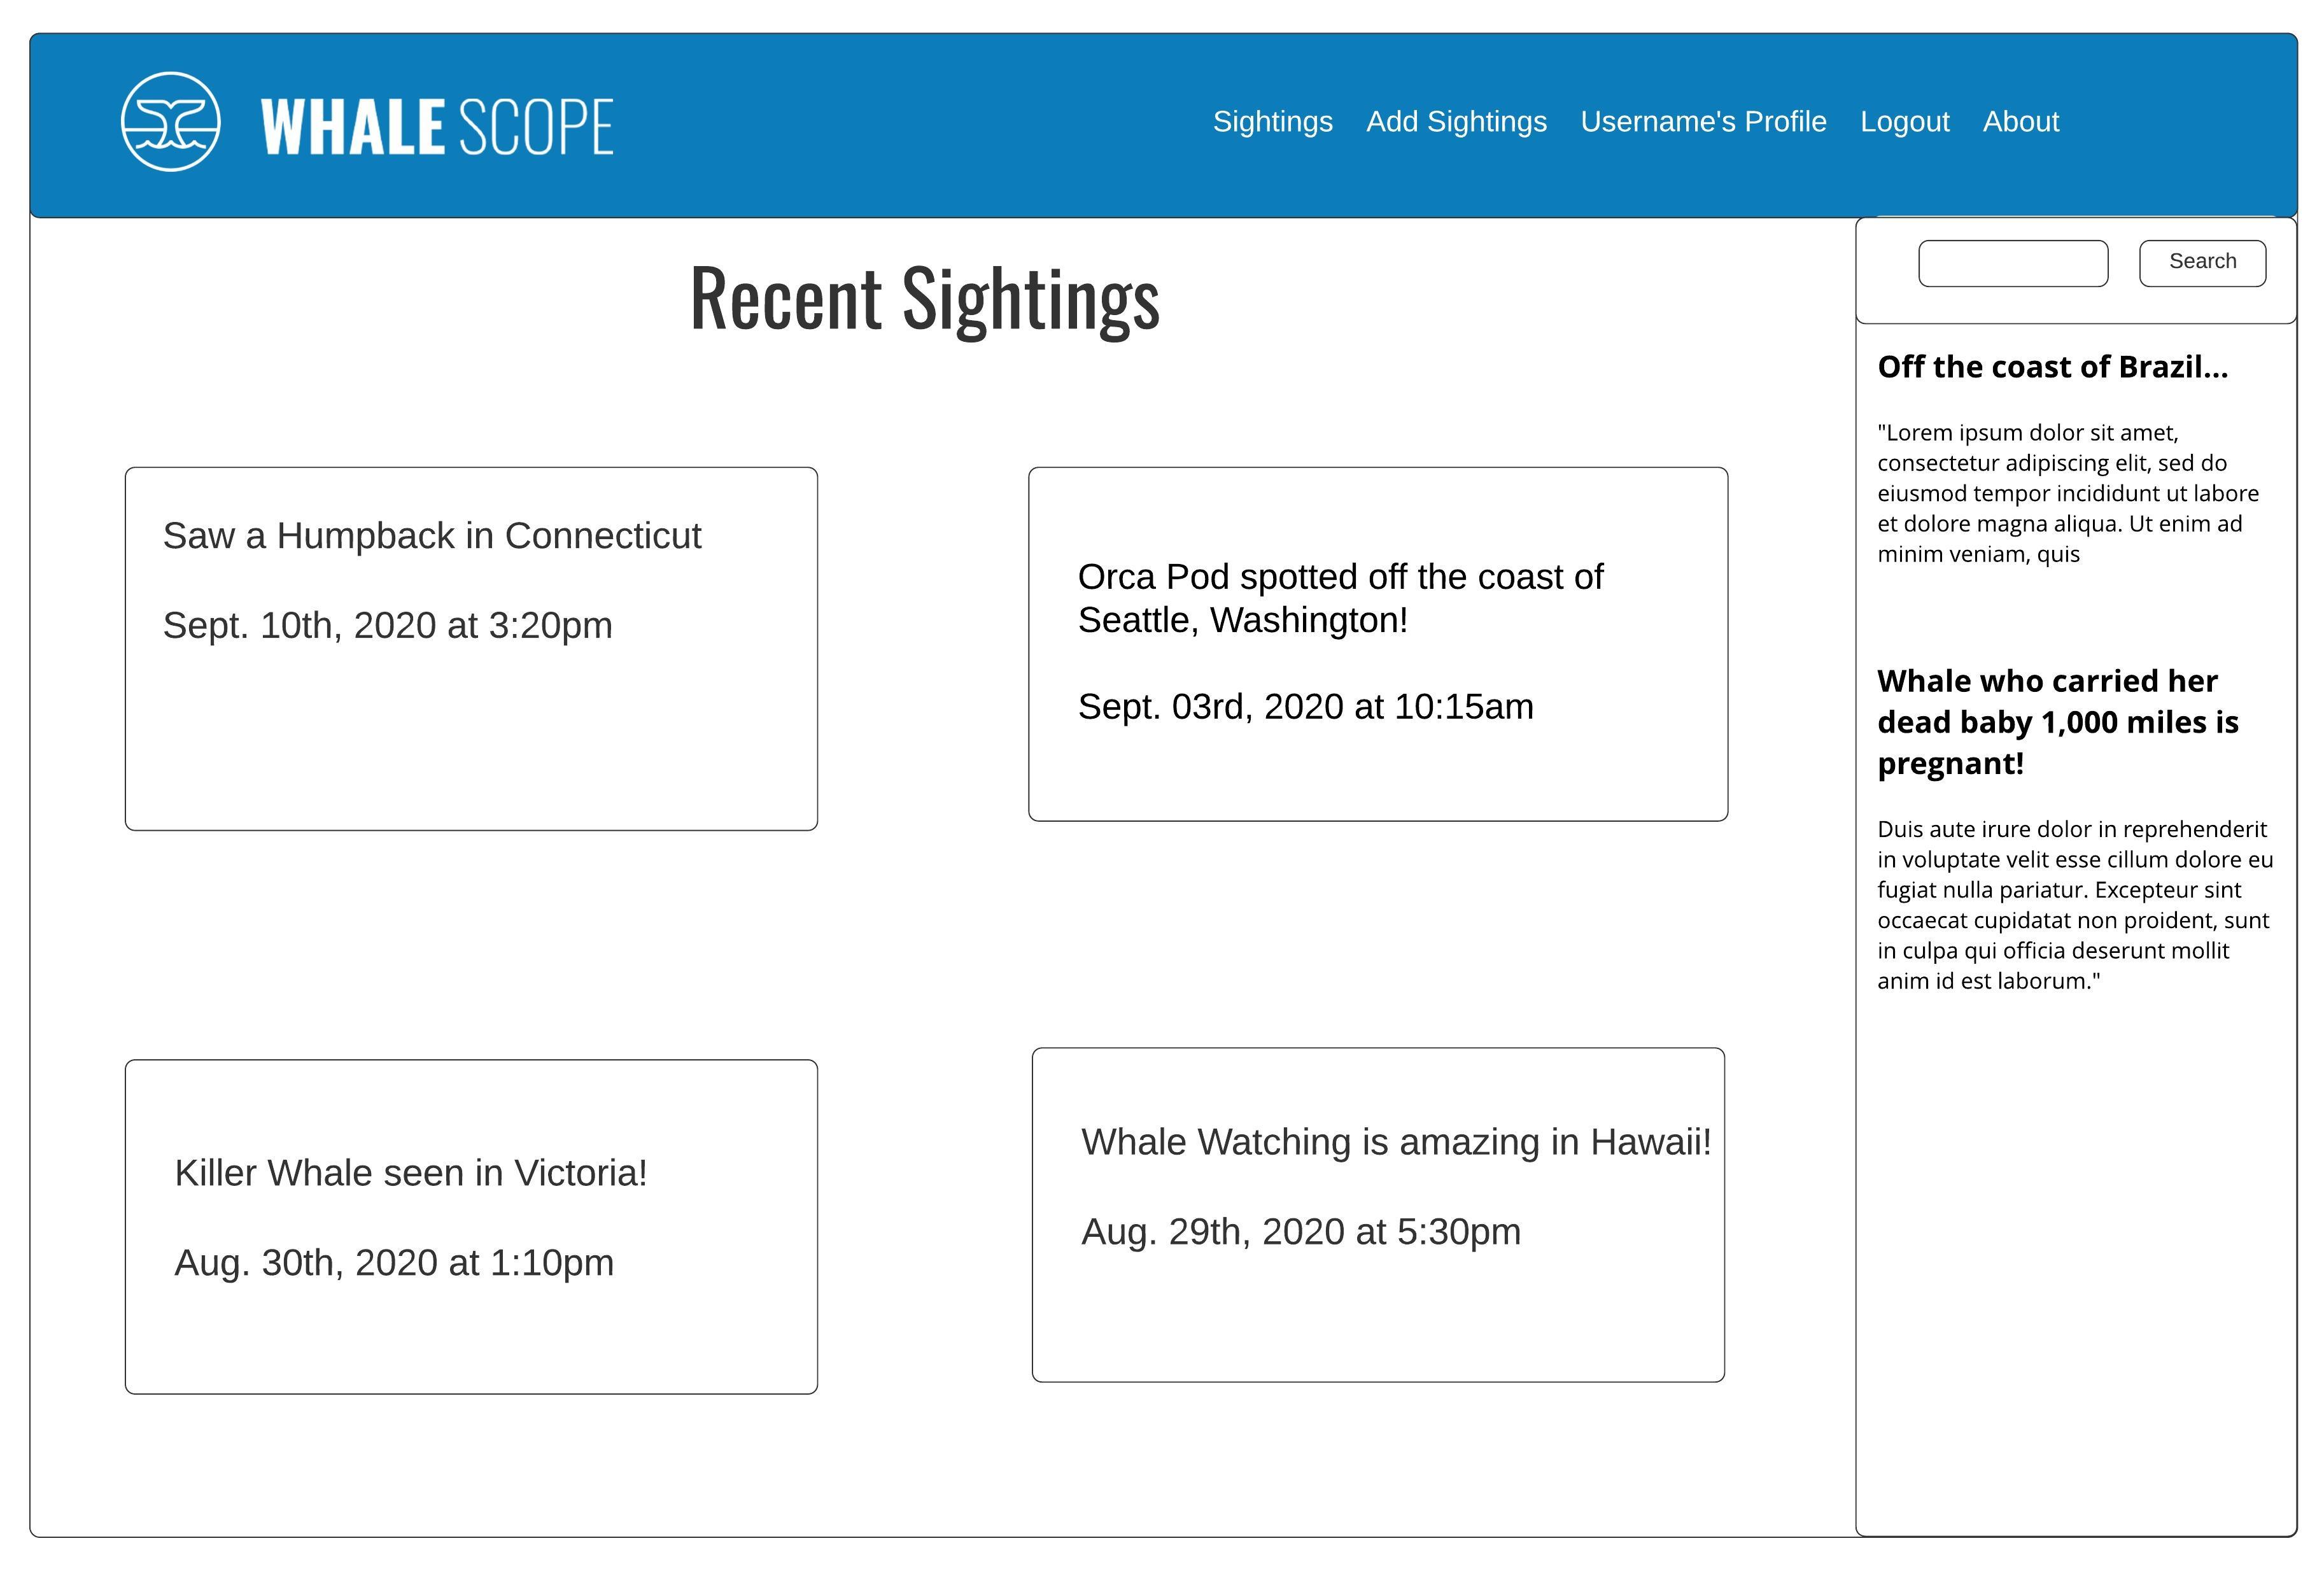 WHALE SCOPE
Sightings Add Sightings Username's Profile Logout About
Search
Recent Sightings
Saw a Humpback in Connecticut
Sept. 10th, 2020 at 3:20pm
Orca Pod spotted off the coast of
Seattle, Washington!
Sept. 03rd, 2020 at 10:15am
Killer Whale seen in Victoria!
Aug. 30th, 2020 at 1:10pm
Whale Watching is amazing in Hawaii!
Aug. 29th, 2020 at 5:30pm
Off the coast of Brazil...
"Lorem ipsum dolor sit amet,
consectetur adipiscing elit, sed do
eiusmod tempor incididunt ut labore
et dolore magna aliqua. Ut enim ad
minim veniam, quis
Whale who carried her
dead baby 1,000 miles is
pregnant!
Duis aute irure dolor in reprehenderit
in voluptate velit esse cillum dolore eu
fugiat nulla pariatur. Excepteur sint
occaecat cupidatat non proident, sunt
in culpa qui officia deserunt mollit
anim id est laborum."